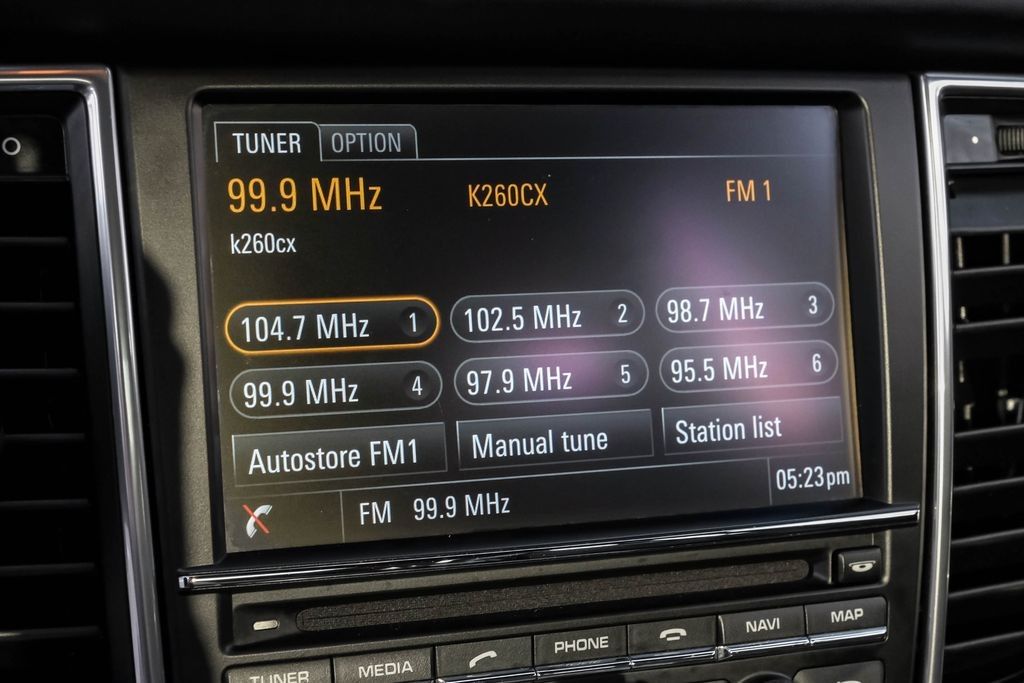 TUNER OPTION
99.9 MHz K260CX FM 1
k260cx
104.7 MHz 1 102.5 MHz 2 98.7 MHz 3
99.9 MHz 4 97.9 MHz 5 95.5 MHz 6
Autostore FM1 Manual tune Station list
FM 99.9 MHz 05:23pm
TUNER MEDIA PHONE NAVI MAP